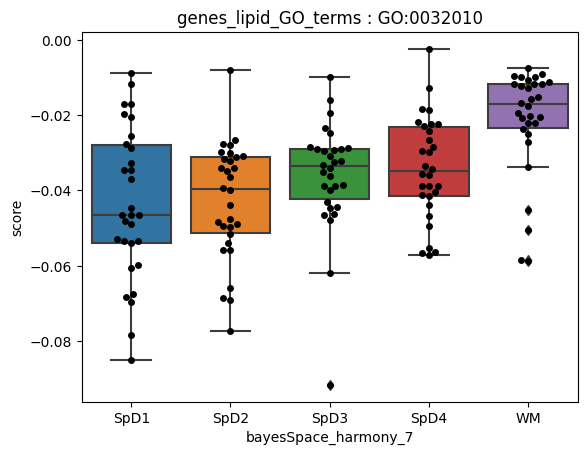 genes_lipid_GO_terms : GO:0032010
0.00
−0.02
−0.04
−0.06
−0.08
score
SpD1 SpD2 SpD3 SpD4 WM
bayesSpace_harmony_7